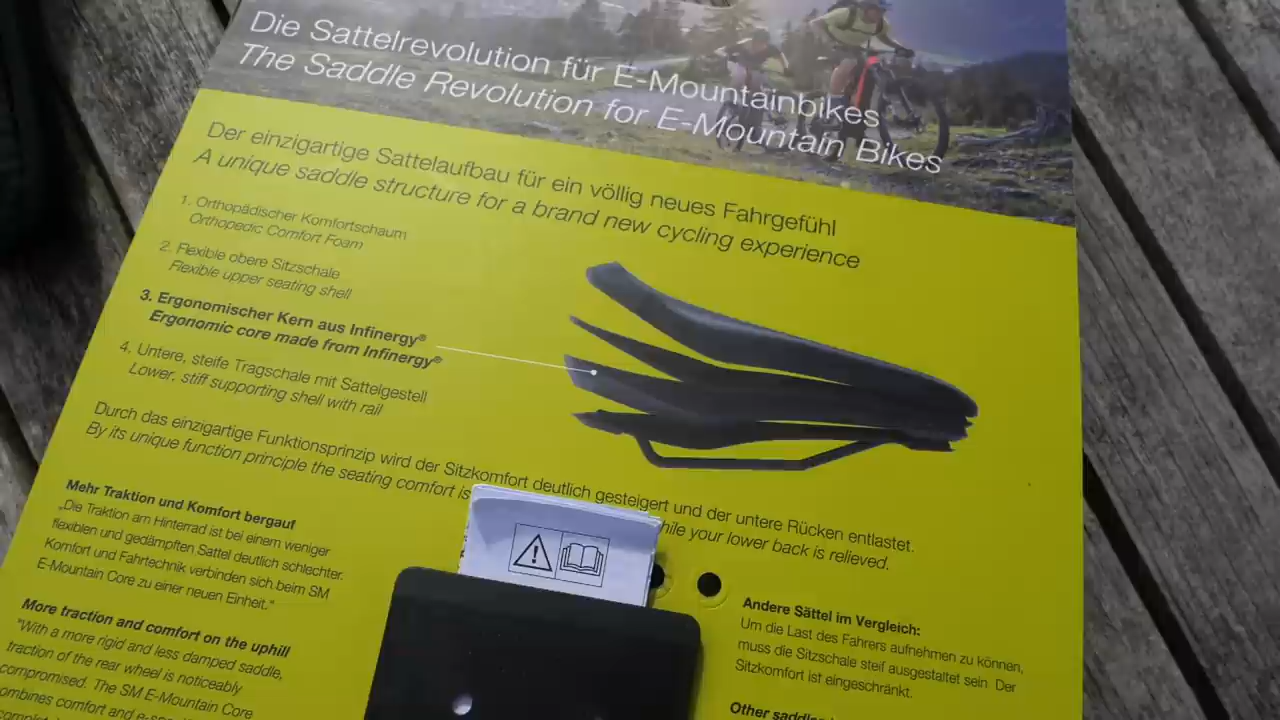 Die Sattelrevolution für E-Mountainbikes
The Saddle Revolution for E-Mountain Bikes
Der einzigartige Sattelaufbau für ein völlig neues Fahrgefühl
A unique saddle structure for a brand new cycling experience
1. Orthopädischer Komfortschaum
Orthopedic Comfort Foam
2. Flexible obere Sitzschale
Flexible upper seating shell
3. Ergonomischer Kern aus Infinergy®
Ergonomic core made from Infinergy®
4. Untere, steife Tragschale mit Sattelgestell
Lower, stiff supporting shell with rail
Durch das einzigartige Funktionsprinzip wird der Sitzkomfort deutlich gesteigert und der untere Rücken entlastet.
By its unique function principle the seating comfort is while your lower back is relieved.
Mehr Traktion und Komfort bergauf
„Die Traktion am Hinterrad ist bei einem weniger
flexiblen und gedämpften Sattel deutlich schlechter.
Komfort und Fahrtechnik verbinden sich beim SM
E-Mountain Core zu einer neuen Einheit."
More traction and comfort on the uphill
"With a more rigid and less damped saddle,
traction of the rear wheel is noticeably
compromised. The SM E-Mountain Core
combines comfort and
Andere Sättel im Vergleich:
Um die Last des Fahrers aufnehmen zu können,
muss die Sitzschale steif ausgestaltet sein. Der
Sitzkomfort ist eingeschränkt.
Other